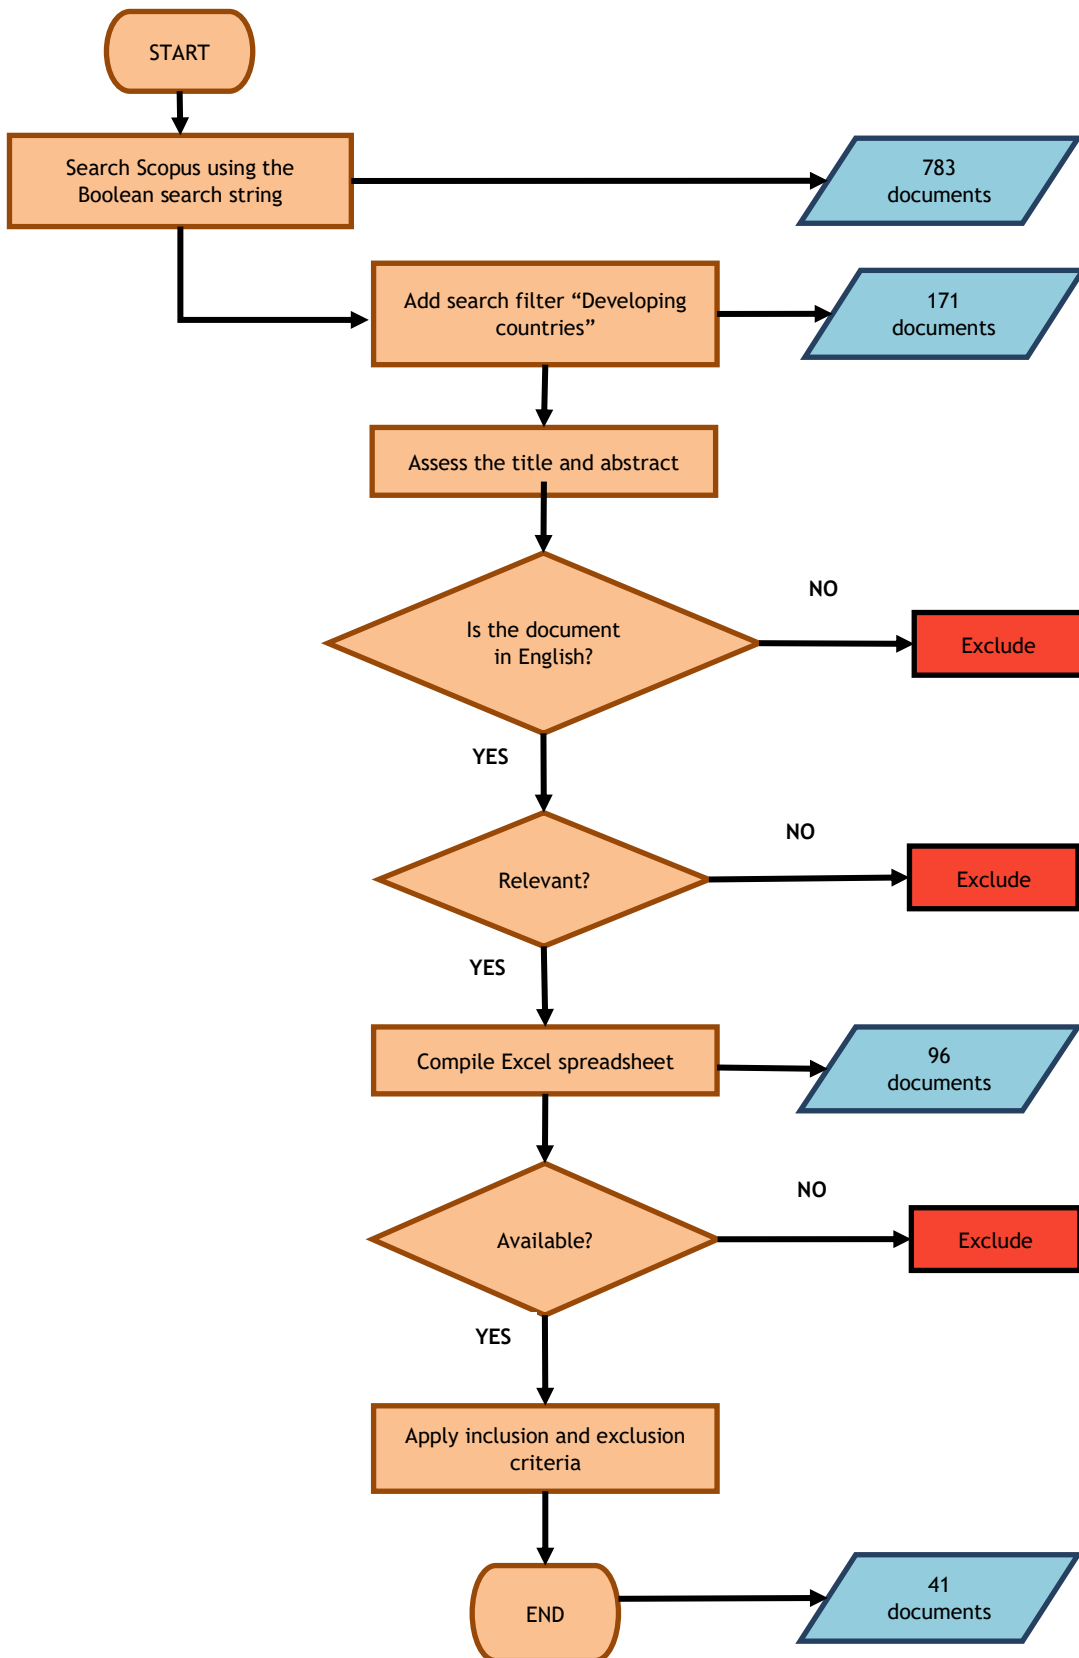 START
Search Scopus using the
Boolean search string
783
documents
Add search filter “Developing
countries”
171
documents
Assess the title and abstract
Is the document
in English?
NO
Exclude
YES
Relevant?
NO
Exclude
YES
Compile Excel spreadsheet
96
documents
Available?
NO
Exclude
YES
Apply inclusion and exclusion
criteria
END
41
documents